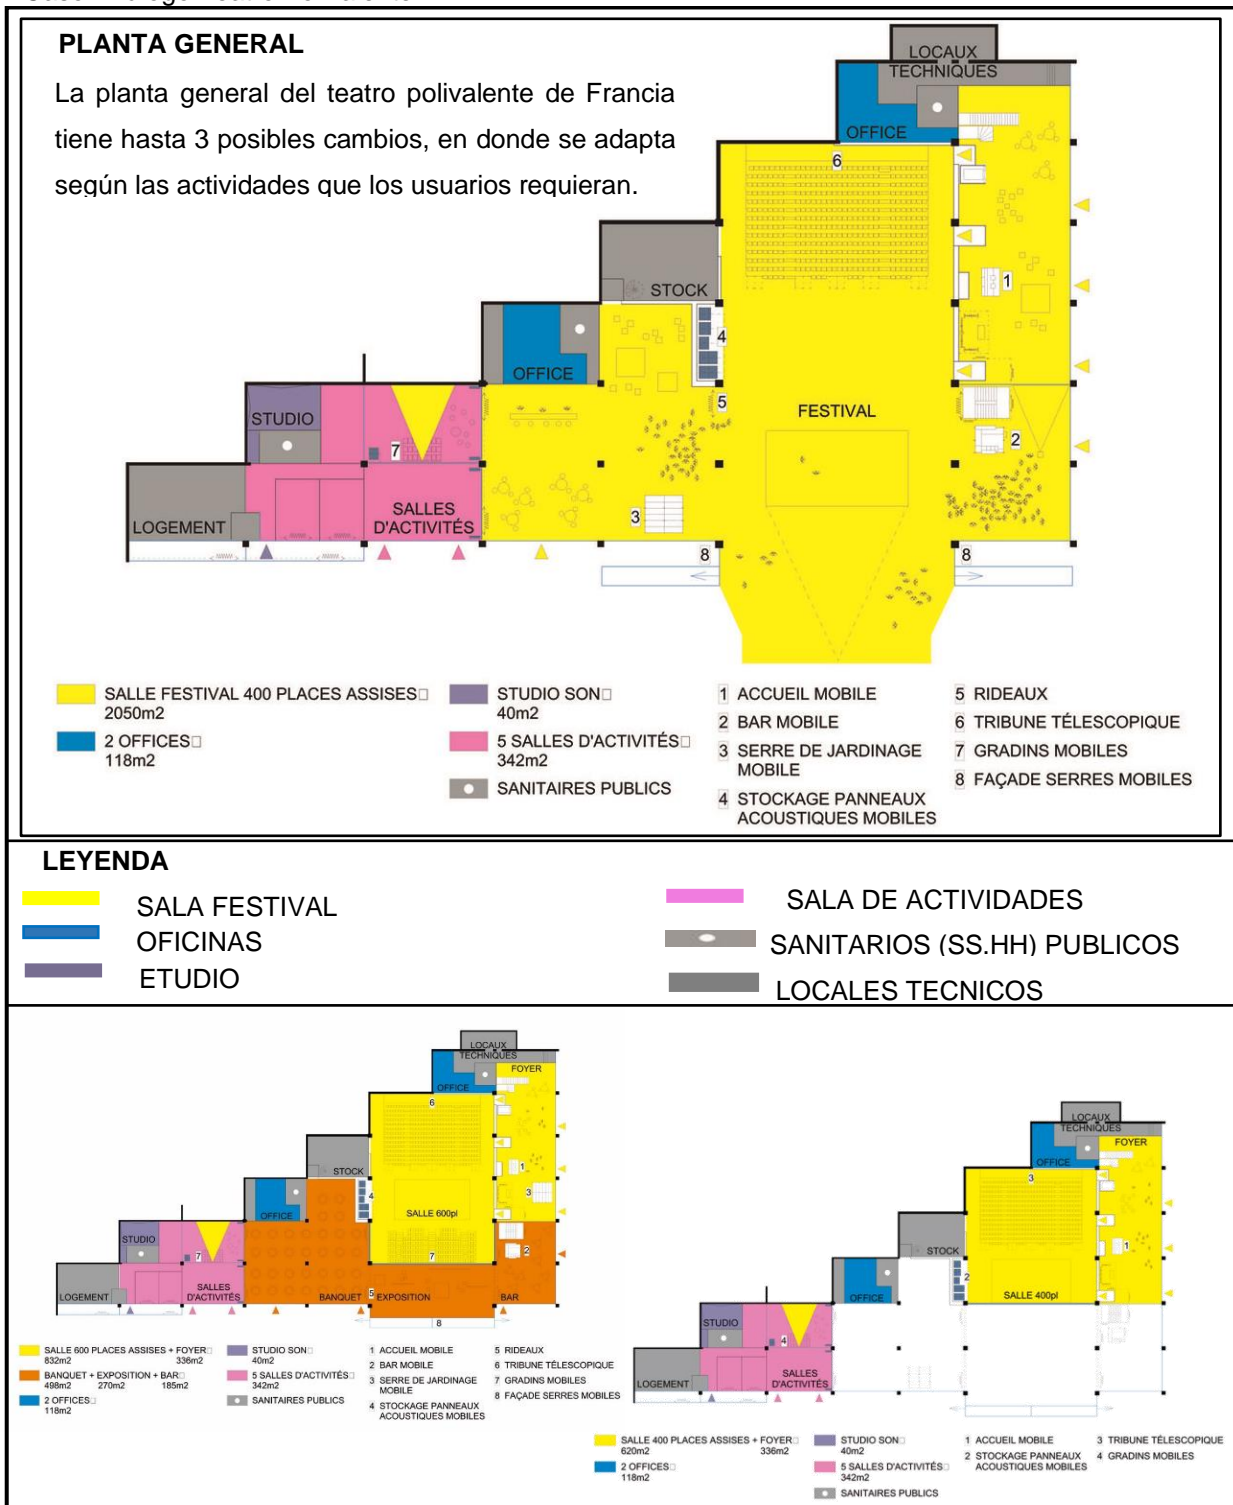 PLANTA GENERAL
La planta general del teatro polivalente de Francia
tiene hasta 3 posibles cambios, en donde se adapta
según las actividades que los usuarios requieran.
LOCAUX
TECHNIQUES
OFFICE
6
STOCK
1
4
OFFICE
5
FESTIVAL
STUDIO
7
2
SALLES
D'ACTIVITÉS
LOGEMENT
3
8
8
SALLE FESTIVAL 400 PLACES ASSISES
2050m2
2 OFFICES
118m2
STUDIO SON
40m2
5 SALLES D'ACTIVITÉS
342m2
SANITAIRES PUBLICS
1 ACCUEIL MOBILE
2 BAR MOBILE
3 SERRE DE JARDINAGE
MOBILE
4 STOCKAGE PANNEAUX
ACOUSTIQUES MOBILES
5 RIDEAUX
6 TRIBUNE TÉLESCOPIQUE
7 GRADINS MOBILES
8 FAÇADE SERRES MOBILES
LEYENDA
SALA FESTIVAL
OFICINAS
ETUDIO
SALA DE ACTIVIDADES
SANITARIOS (SS.HH) PUBLICOS
LOCALES TECNICOS
LOCAUX
TECHNIQUES
FOYER
OFFICE
6
STOCK
1
4
3
OFFICE
SALLE 600pl
STUDIO
7
7
2
SALLES
D'ACTIVITÉS
LOGEMENT
BANQUET
5
EXPOSITION
BAR
8
SALLE 600 PLACES ASSISES + FOYER
832m2 336m2
BANQUET + EXPOSITION + BAR
498m2 270m2 185m2
2 OFFICES
118m2
STUDIO SON
40m2
5 SALLES D'ACTIVITÉS
342m2
SANITAIRES PUBLICS
1 ACCUEIL MOBILE
2 BAR MOBILE
3 SERRE DE JARDINAGE
MOBILE
4 STOCKAGE PANNEAUX
ACOUSTIQUES MOBILES
5 RIDEAUX
6 TRIBUNE TÉLESCOPIQUE
7 GRADINS MOBILES
8 FAÇADE SERRES MOBILES
LOCAUX
TECHNIQUES
FOYER
OFFICE
3
STOCK
1
2
OFFICE
SALLE 400pl
STUDIO
4
SALLES
D'ACTIVITÉS
LOGEMENT
SALLE 400 PLACES ASSISES + FOYER
620m2 336m2
2 OFFICES
118m2
STUDIO SON
40m2
5 SALLES D'ACTIVITÉS
342m2
SANITAIRES PUBLICS
1 ACCUEIL MOBILE
2 STOCKAGE PANNEAUX
ACOUSTIQUES MOBILES
3 TRIBUNE TÉLESCOPIQUE
4 GRADINS MOBILES